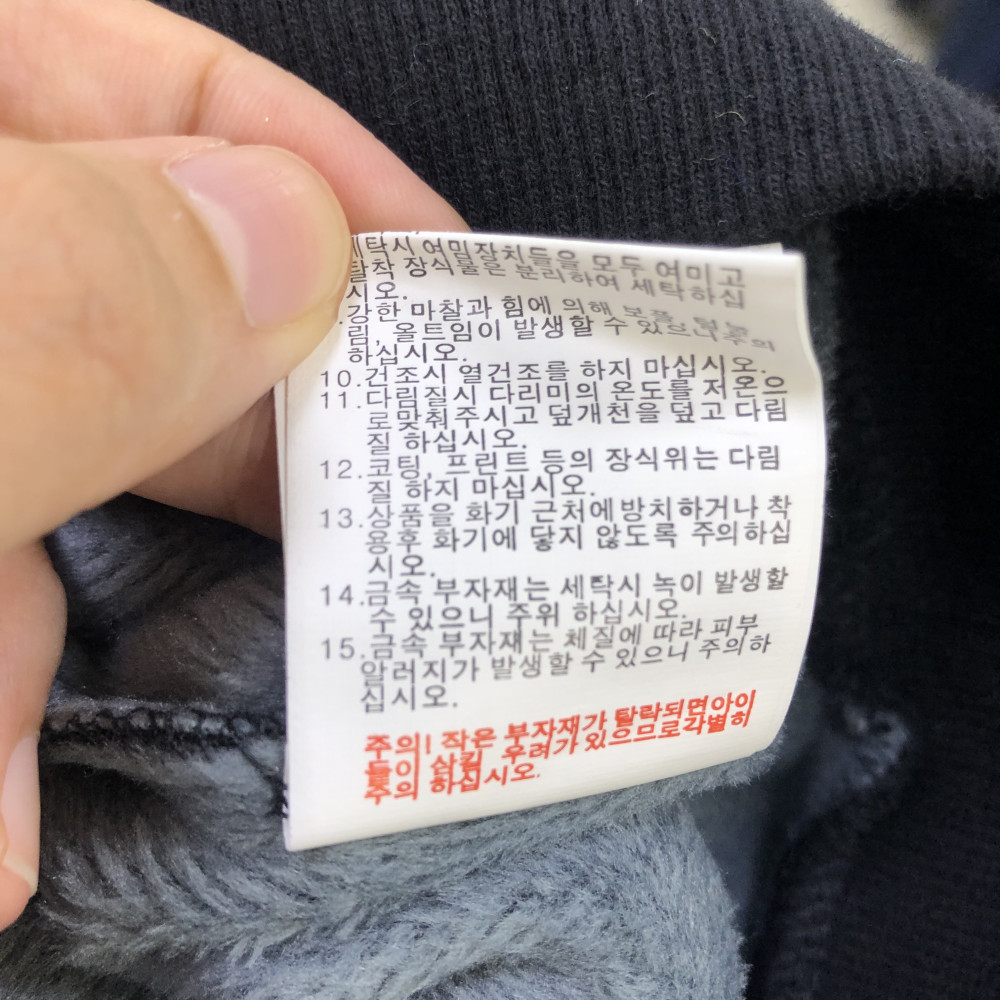 세탁시 여밈장치들을 모두 여미고
탈착 장식물은 분리하여 세탁하십
시오.
강한 마찰과 힘에 의해 보풀,
림, 올트임이 발생할 수 있으니 주의
하십시오.
10.건조시 열건조를 하지 마십시오.
11.다림질시 다리미의 온도를 저온으
로맞춰주시고 덮개천을 덮고 다림
질 하십시오.
12.코팅, 프린트 등의 장식위는 다림
질 하지 마십시오.
13.상품을 화기 근처에 방치하거나 착
용후 화기에 닿지 않도록 주의하십
시오.
14.금속 부자재는 세탁시 녹이 발생할
수 있으니 주위 하십시오.
15.금속 부자재는 체질에 따라 피부
알러지가 발생할 수 있으니 주의하
십시오.
주의! 작은 부자재가 탈락되면아이
들이 삼킬 우려가 있으므로각별히
주의 하십시오.